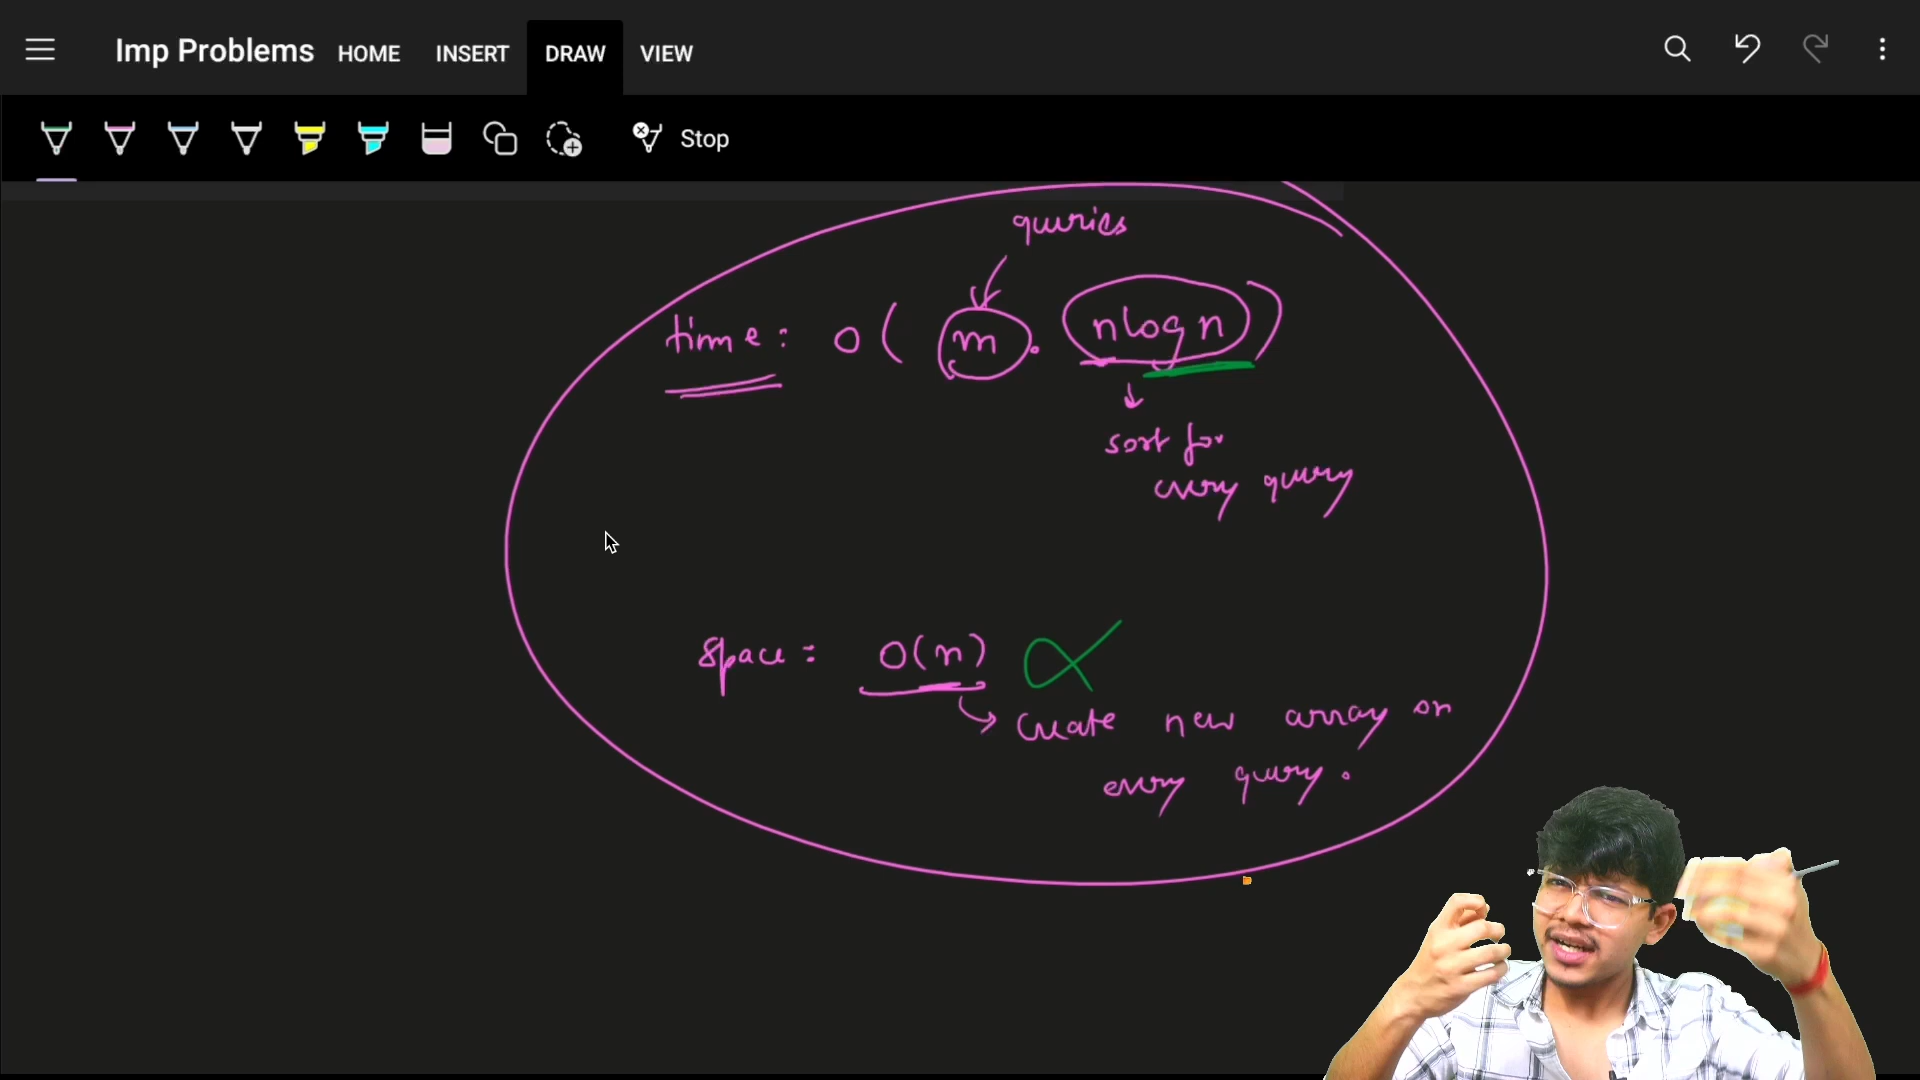 Imp Problems HOME INSERT DRAW VIEW
Stop
queries
time: O( m . nlogn )
sort for
every query
Space: O(n)
Create new array on
every query.